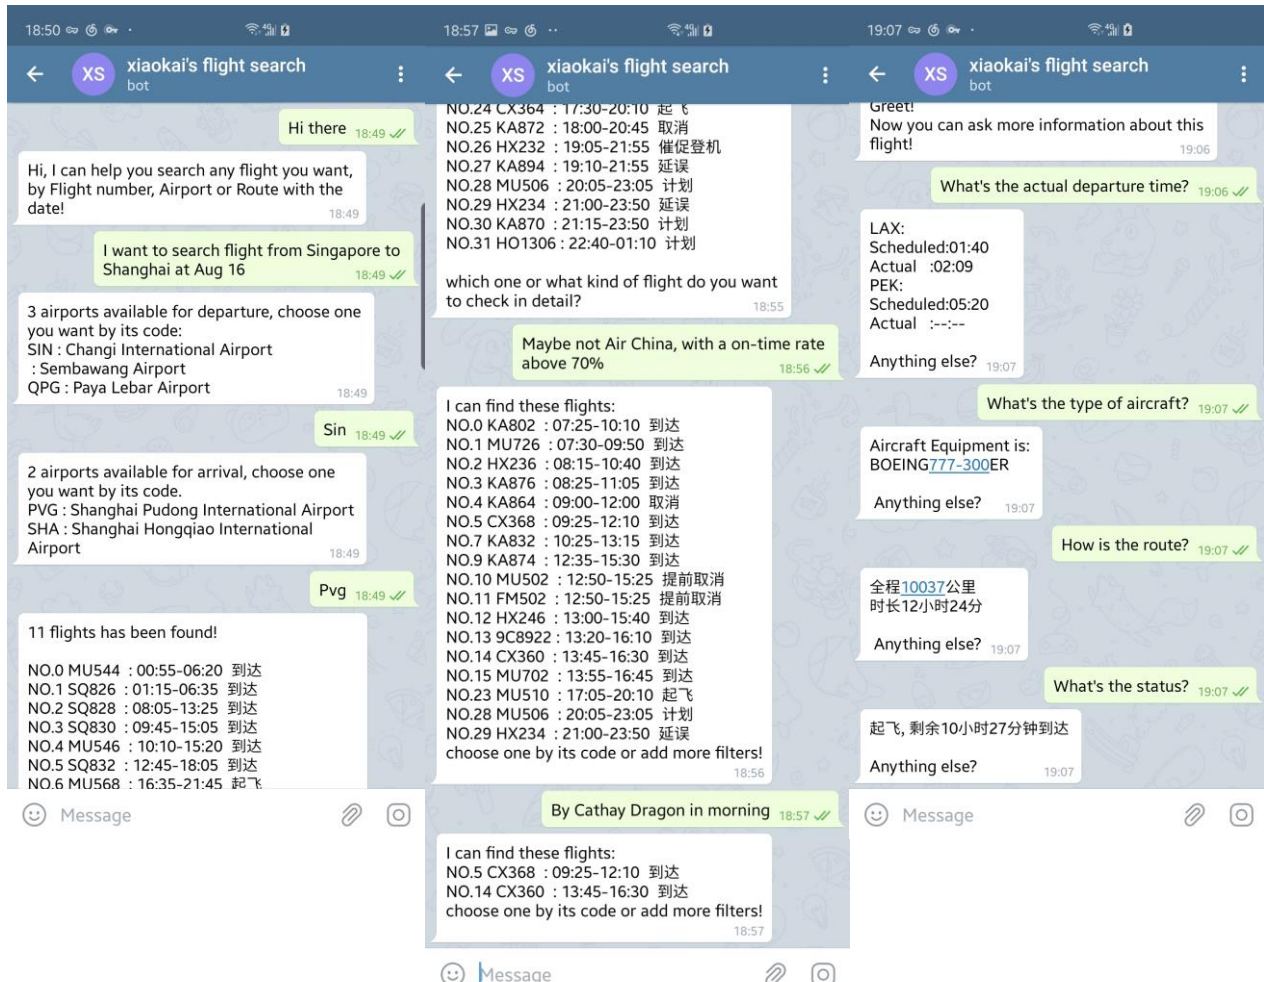 18:50
XS
xiaokai's flight search
bot
Hi there 18:49
Hi, I can help you search any flight you want,
by Flight number, Airport or Route with the
date!
18:49
I want to search flight from Singapore to
Shanghai at Aug 16
18:49
3 airports available for departure, choose one
you want by its code:
SIN : Changi International Airport
: Sembawang Airport
QPG : Paya Lebar Airport
18:49
Sin 18:49
2 airports available for arrival, choose one
you want by its code.
PVG : Shanghai Pudong International Airport
SHA : Shanghai Hongqiao International
Airport
18:49
Pvg 18:49
11 flights has been found!
NO.0 MU544 : 00:55-06:20 到达
NO.1 SQ826 : 01:15-06:35 到达
NO.2 SQ828 : 08:05-13:25 到达
NO.3 SQ830 : 09:45-15:05 到达
NO.4 MU546 : 10:10-15:20 到达
NO.5 SQ832 : 12:45-18:05 到达
NO.6 MU568 : 16:35-21:45 起飞
Message
18:57
XS
xiaokai's flight search
bot
NO.24 CX364 : 17:30-20:10 起飞
NO.25 KA872 : 18:00-20:45 取消
NO.26 HX232 : 19:05-21:55 催促登机
NO.27 KA894 : 19:10-21:55 延误
NO.28 MU506 : 20:05-23:05 计划
NO.29 HX234 : 21:00-23:50 延误
NO.30 KA870 : 21:15-23:50 计划
NO.31 HO1306 : 22:40-01:10 计划
which one or what kind of flight do you want
to check in detail?
18:55
Maybe not Air China, with a on-time rate
above 70%
18:56
I can find these flights:
NO.0 KA802 : 07:25-10:10 到达
NO.1 MU726 : 07:30-09:50 到达
NO.2 HX236 : 08:15-10:40 到达
NO.3 KA876 : 08:25-11:05 到达
NO.4 KA864 : 09:00-12:00 取消
NO.5 CX368 : 09:25-12:10 到达
NO.7 KA832 : 10:25-13:15 到达
NO.9 KA874 : 12:35-15:30 到达
NO.10 MU502 : 12:50-15:25 提前取消
NO.11 FM502 : 12:50-15:25 提前取消
NO.12 HX246 : 13:00-15:40 到达
NO.13 9C8922 : 13:20-16:10 到达
NO.14 CX360 : 13:45-16:30 到达
NO.15 MU702 : 13:55-16:45 到达
NO.23 MU510 : 17:05-20:10 起飞
NO.28 MU506 : 20:05-23:05 计划
NO.29 HX234 : 21:00-23:50 延误
choose one by its code or add more filters!
18:56
By Cathay Dragon in morning 18:57
I can find these flights:
NO.5 CX368 : 09:25-12:10 到达
NO.14 CX360 : 13:45-16:30 到达
choose one by its code or add more filters!
18:57
Message
19:07
XS
xiaokai's flight search
bot
Greet!
Now you can ask more information about this
flight!
19:06
What's the actual departure time? 19:06
LAX:
Scheduled:01:40
Actual :02:09
PEK:
Scheduled:05:20
Actual :--:--
Anything else? 19:07
What's the type of aircraft? 19:07
Aircraft Equipment is:
BOEING777-300ER
Anything else? 19:07
How is the route? 19:07
全程10037公里
时长12小时24分
Anything else? 19:07
What's the status? 19:07
起飞, 剩余10小时27分钟到达
Anything else? 19:07
Message